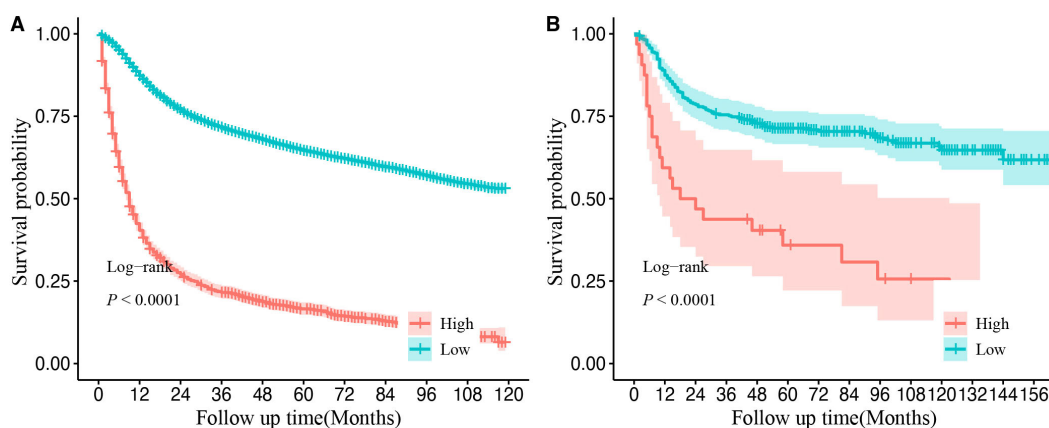 A
Survival probability
1.00
0.75
0.50
0.25
0.00
Log−rank
P < 0.0001
High
Low
0 12 24 36 48 60 72 84 96 108 120
Follow up time(Months)
B
Survival probability
1.00
0.75
0.50
0.25
0.00
Log−rank
P < 0.0001
High
Low
0 12 24 36 48 60 72 84 96 108 120 132 144 156
Follow up time(Months)